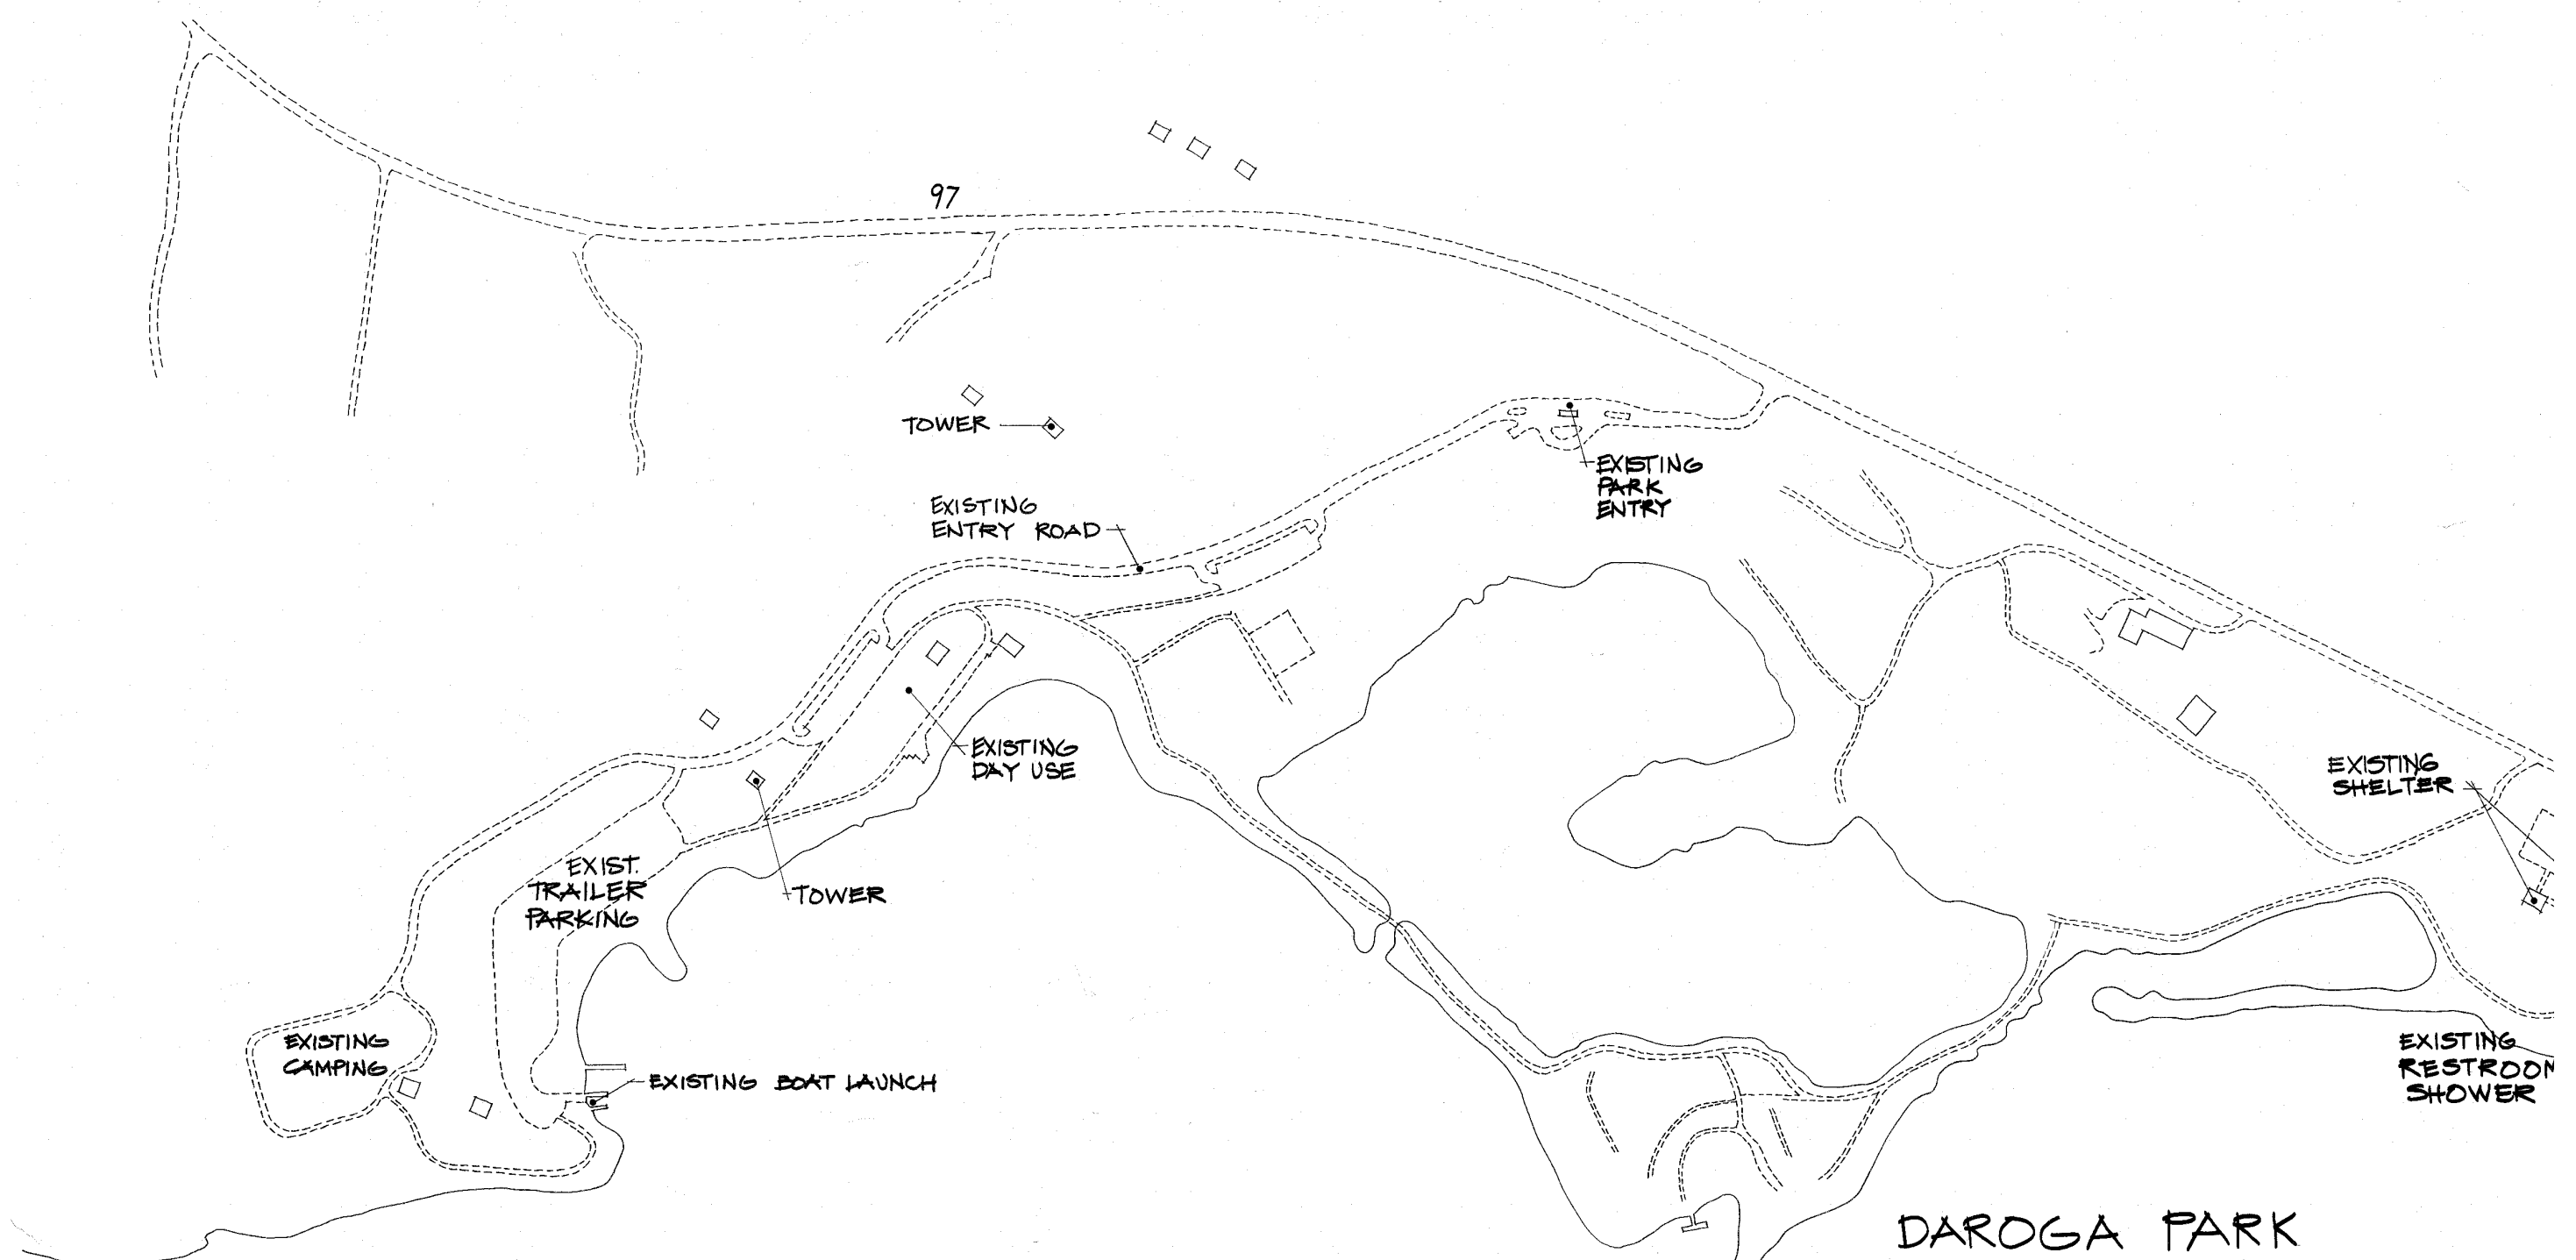 97
TOWER
EXISTING
PARK
ENTRY
EXISTING
ENTRY ROAD
EXISTING
DAY USE
EXISTING
SHELTER
EXIST.
TRAILER
PARKING
TOWER
EXISTING
CAMPING
EXISTING BOAT LAUNCH
EXISTING
RESTROOM
SHOWER
DAROGA PARK